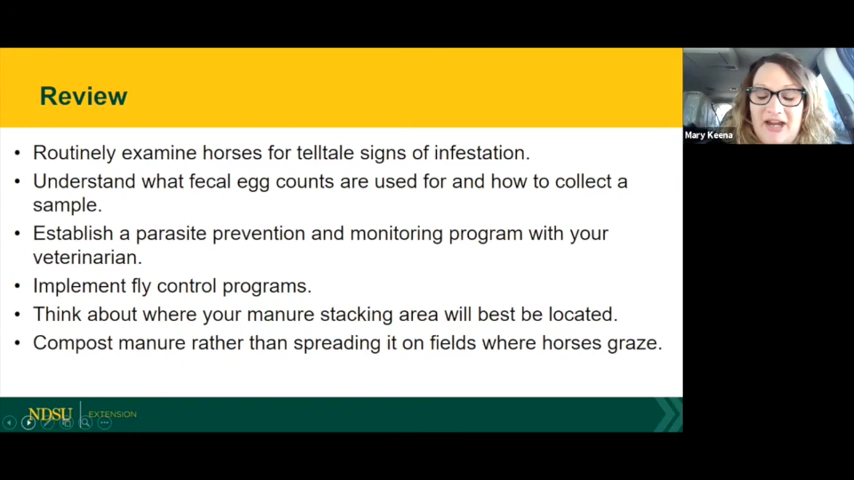 Review
Mary Keena
• Routinely examine horses for telltale signs of infestation.
• Understand what fecal egg counts are used for and how to collect a
sample.
• Establish a parasite prevention and monitoring program with your
veterinarian.
• Implement fly control programs.
• Think about where your manure stacking area will best be located.
• Compost manure rather than spreading it on fields where horses graze.
NDSU EXTENSION